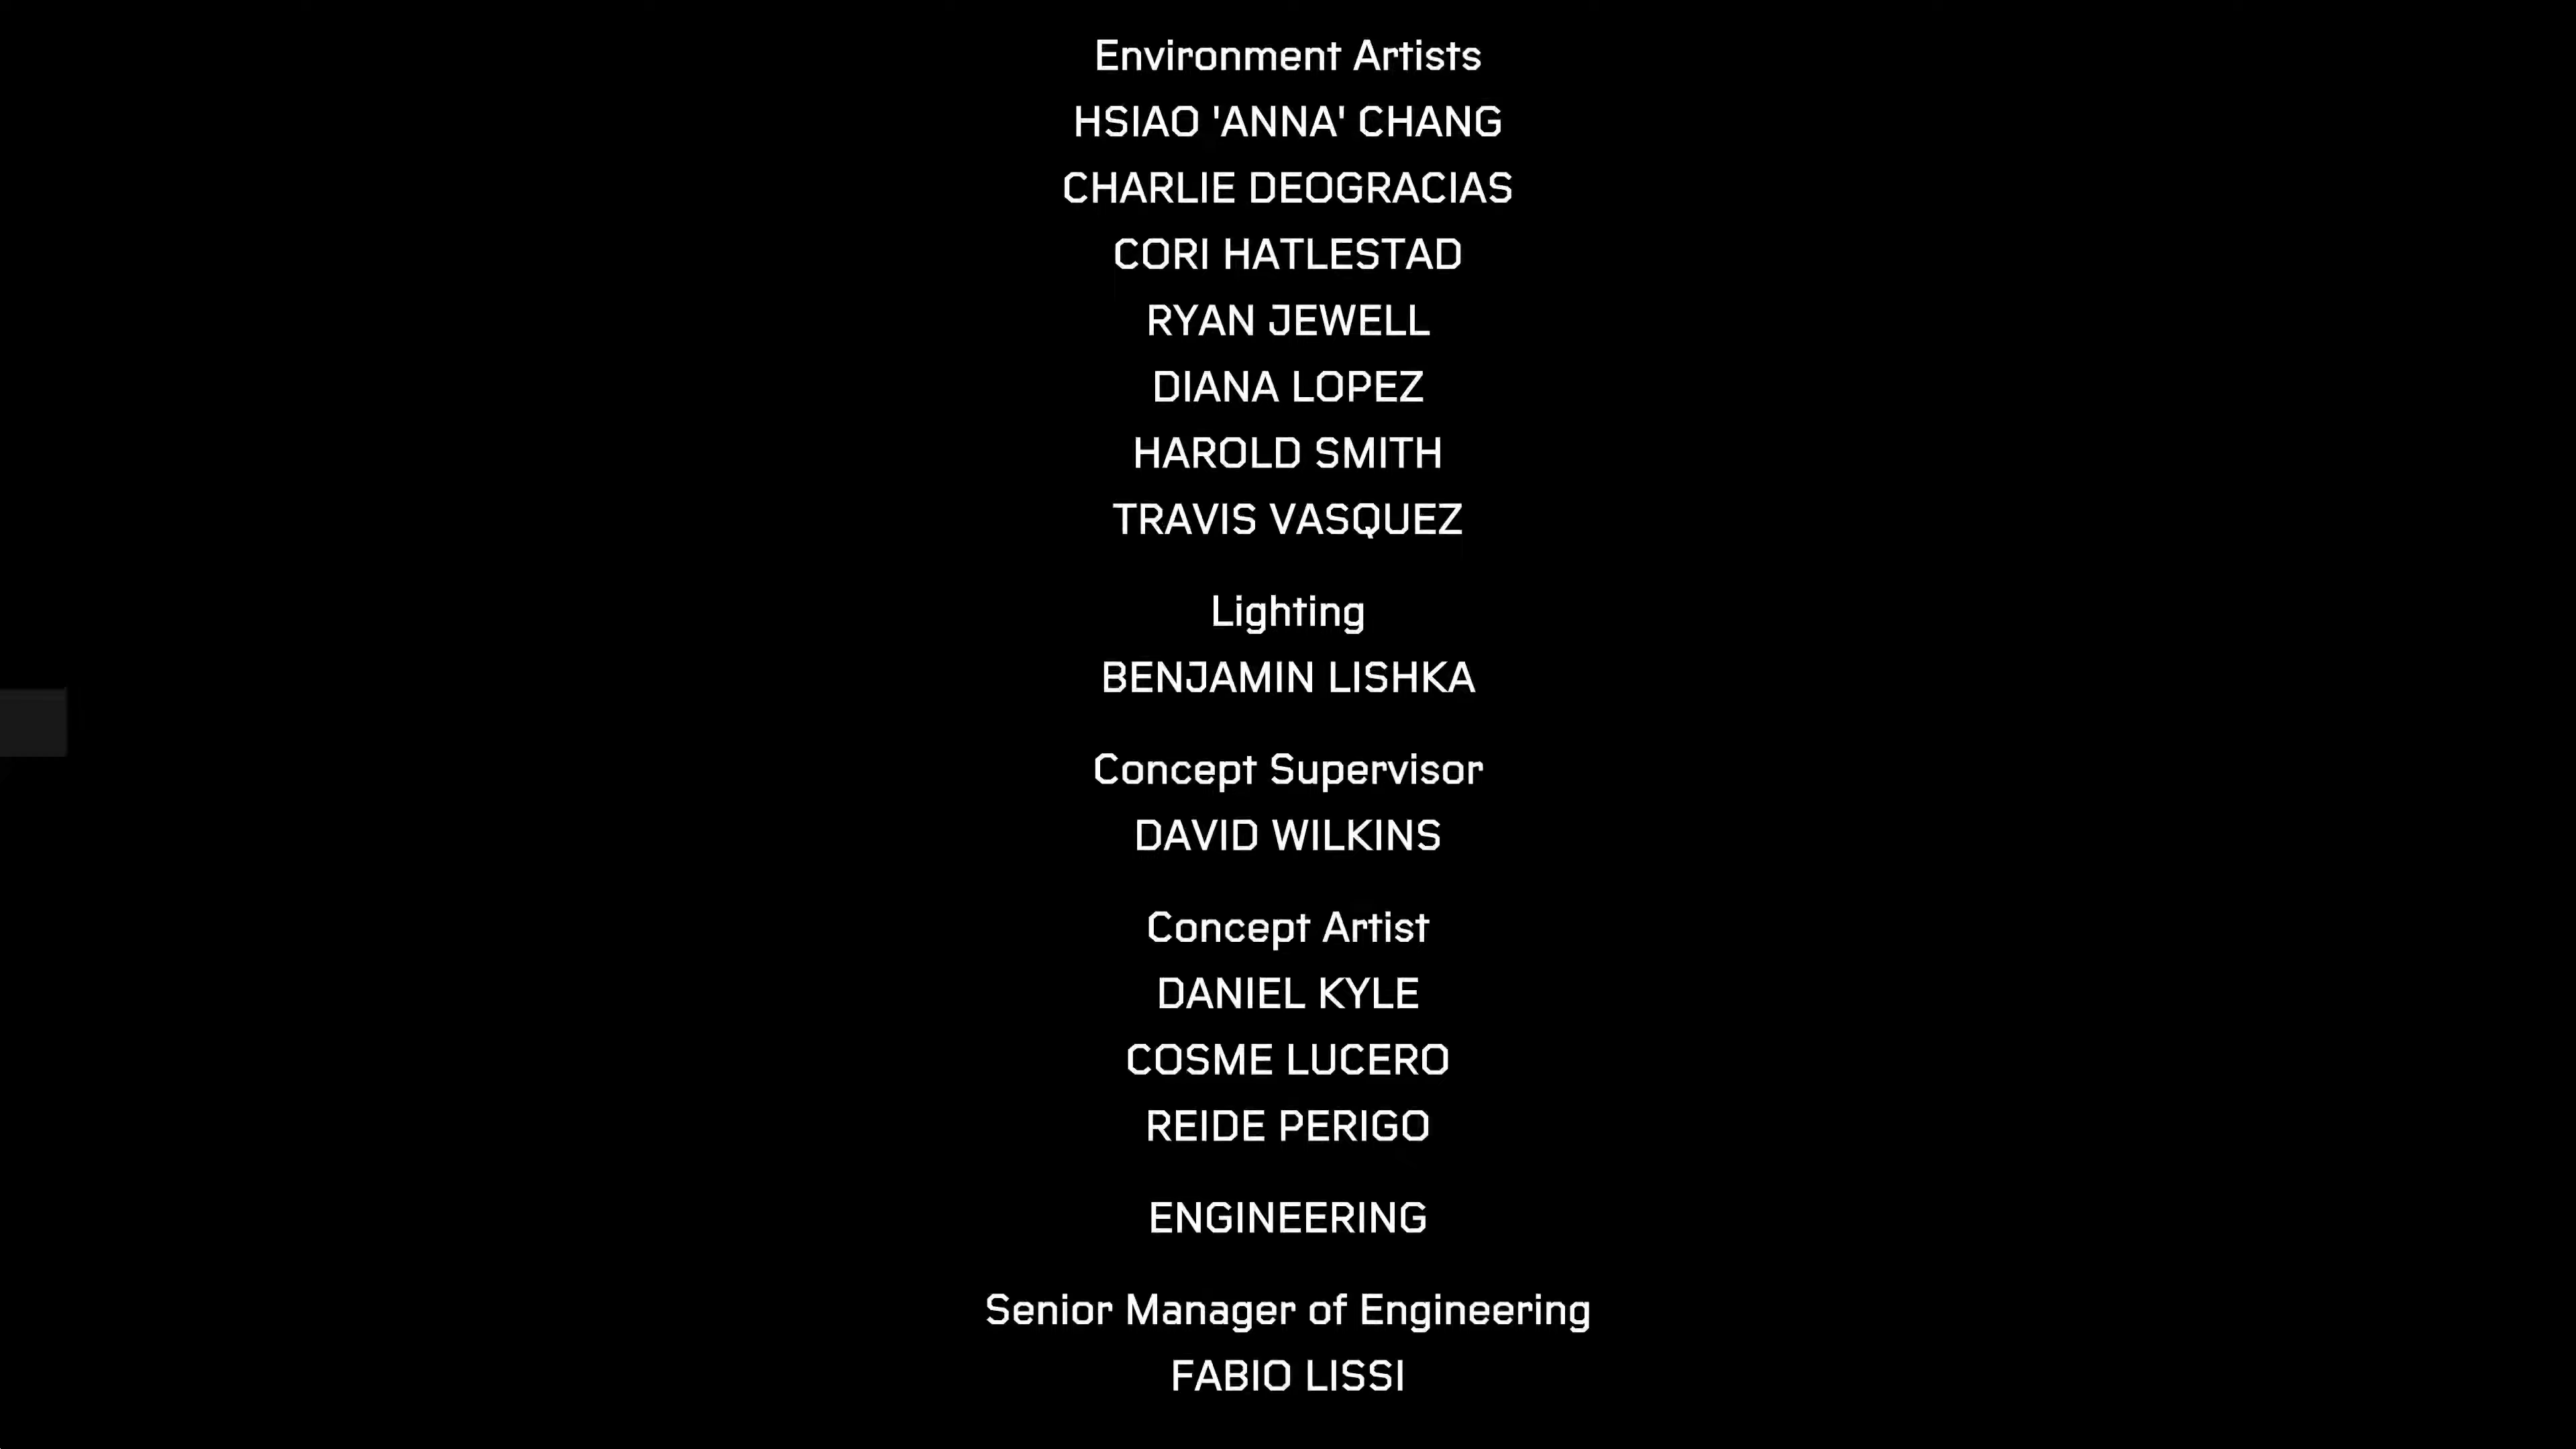 Environment Artists
HSIAO 'ANNA' CHANG
CHARLIE DEOGRACIAS
CORI HATLESTAD
RYAN JEWELL
DIANA LOPEZ
HAROLD SMITH
TRAVIS VASQUEZ
Lighting
BENJAMIN LISHKA
Concept Supervisor
DAVID WILKINS
Concept Artist
DANIEL KYLE
COSME LUCERO
REIDE PERIGO
ENGINEERING
Senior Manager of Engineering
FABIO LISSI